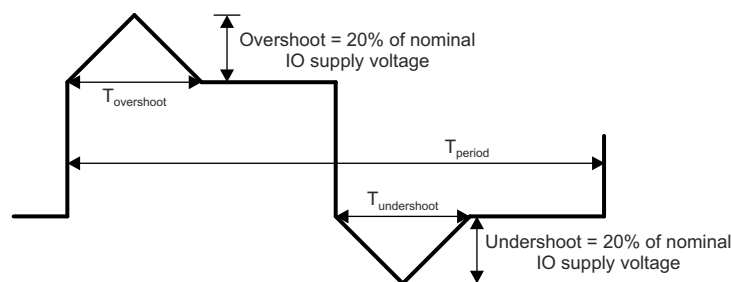 Overshoot = 20% of nominal
IO supply voltage
Tovershoot
Tperiod
Tundershoot
Undershoot = 20% of nominal
IO supply voltage